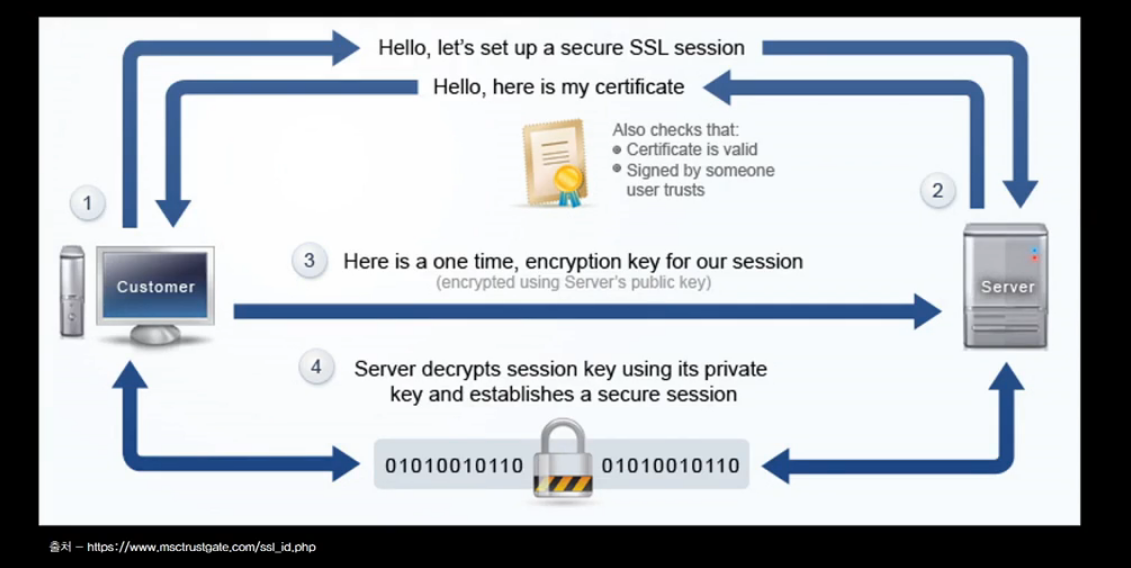 Hello, let's set up a secure SSL session
Hello, here is my certificate
Also checks that:
● Certificate is valid
● Signed by someone
user trusts
1
2
3
Here is a one time, encryption key for our session
(encrypted using Server's public key)
Customer
Server
4
Server decrypts session key using its private
key and establishes a secure session
01010010110
01010010110
출처 – https://www.msctrustgate.com/ssl_id.php